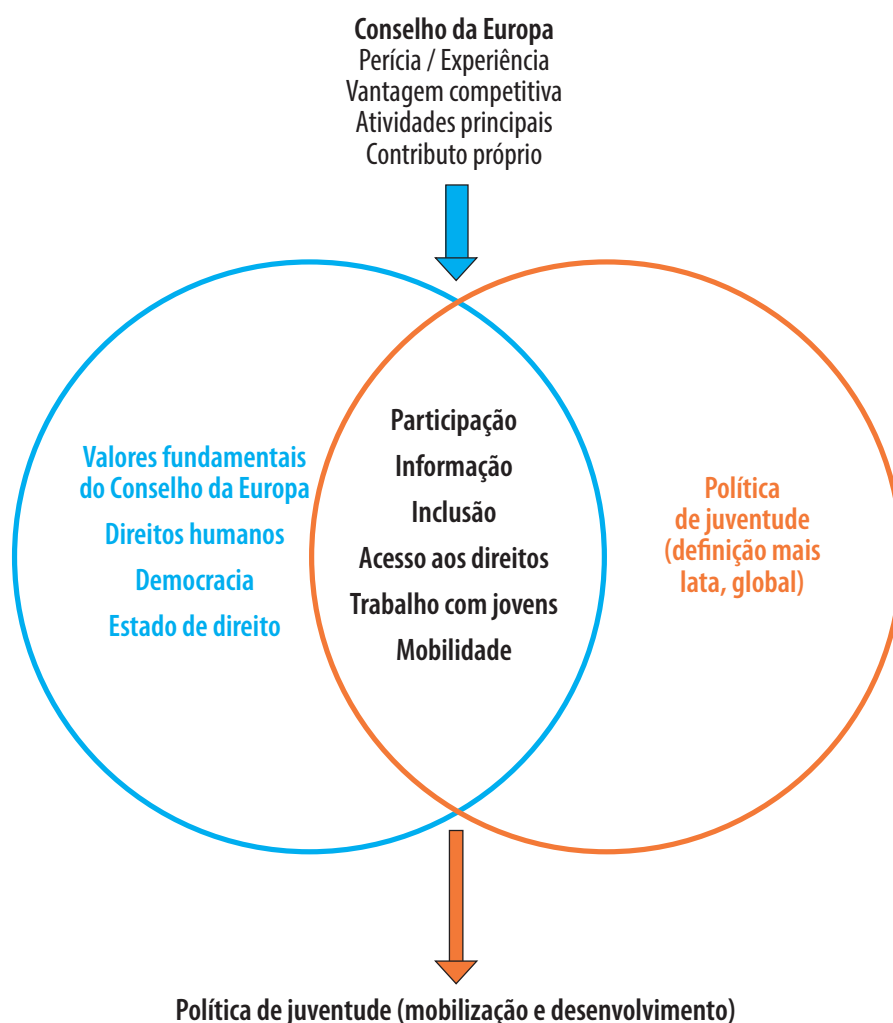 Conselho da Europa
Perícia / Experiência
Vantagem competitiva
Atividades principais
Contributo próprio
Valores fundamentais
do Conselho da Europa
Direitos humanos
Democracia
Estado de direito
Participação
Informação
Inclusão
Acesso aos direitos
Trabalho com jovens
Mobilidade
Política
de juventude
(definição mais
lata, global)
Política de juventude (mobilização e desenvolvimento)